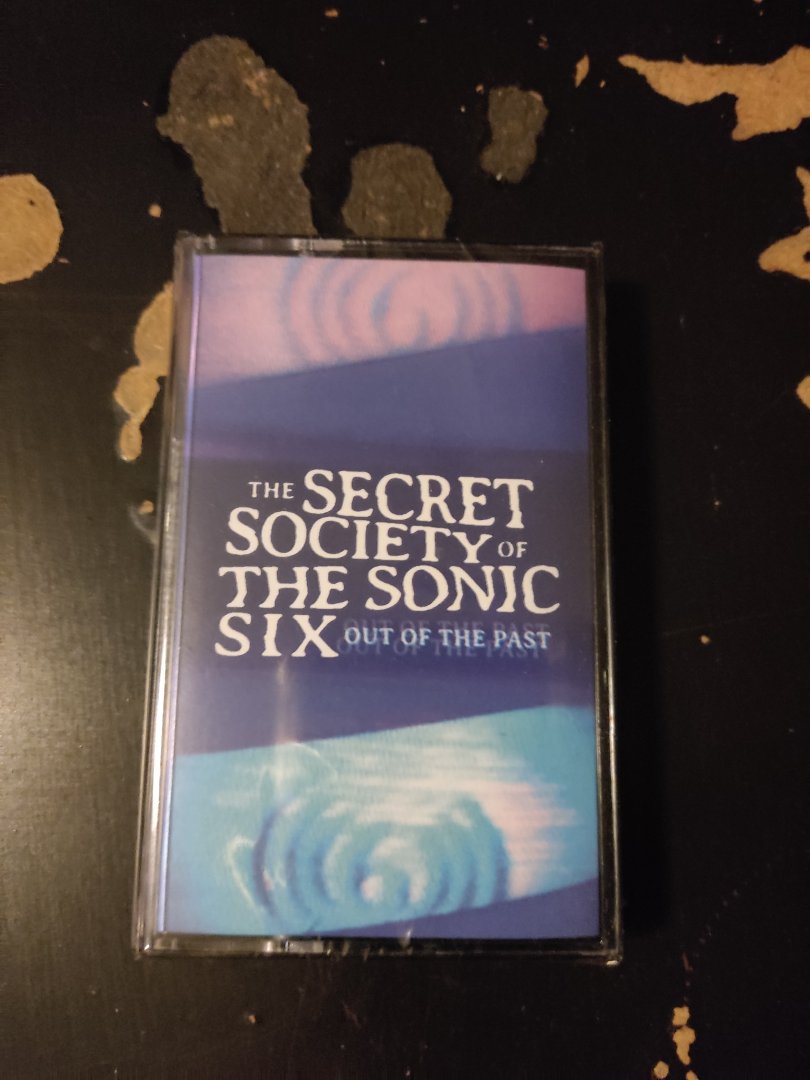 THE SECRET
SOCIETY OF
THE SONIC
SIX OUT OF THE PAST